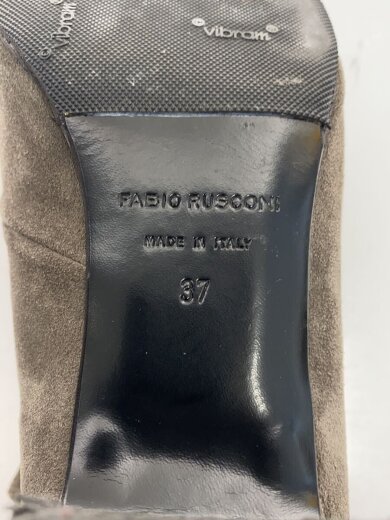 vibram
vibram
FABIO RUSCONI
MADE IN ITALY
37